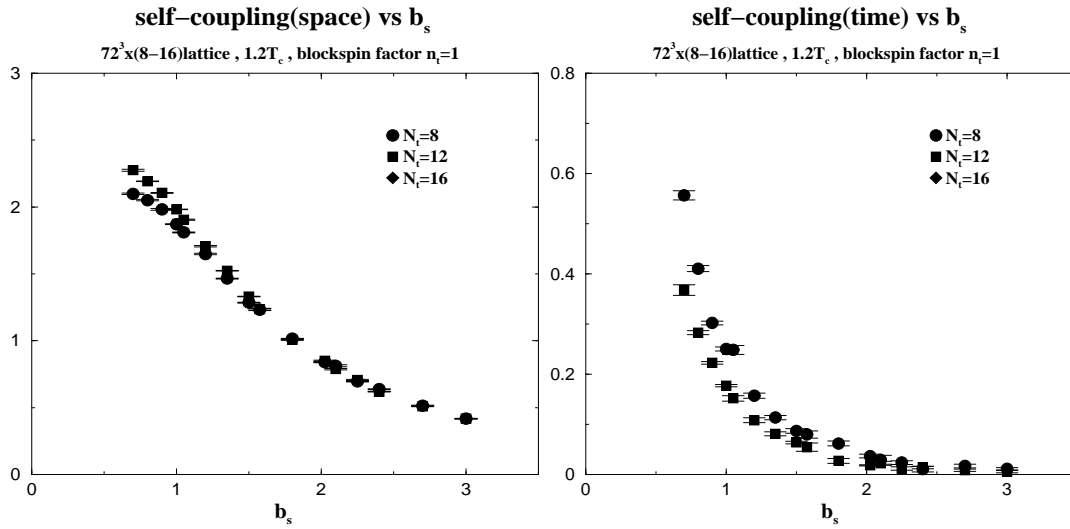 self−coupling(space) vs b_s
72^3x(8−16)lattice , 1.2T_c , blockspin factor n_t=1
3
2
1
0
N_t=8
N_t=12
N_t=16
0 1 2 3
b_s
self−coupling(time) vs b_s
72^3x(8−16)lattice , 1.2T_c , blockspin factor n_t=1
0.8
0.6
0.4
0.2
0
N_t=8
N_t=12
N_t=16
0 1 2 3
b_s